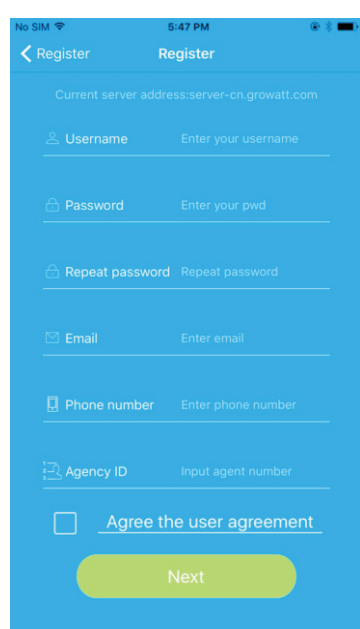 No SIM 5:47 PM
Register Register
Current server address:server-cn.growatt.com
Username Enter your username
Password Enter your pwd
Repeat password Repeat password
Email Enter email
Phone number Enter phone number
Agency ID Input agent number
Agree the user agreement
Next